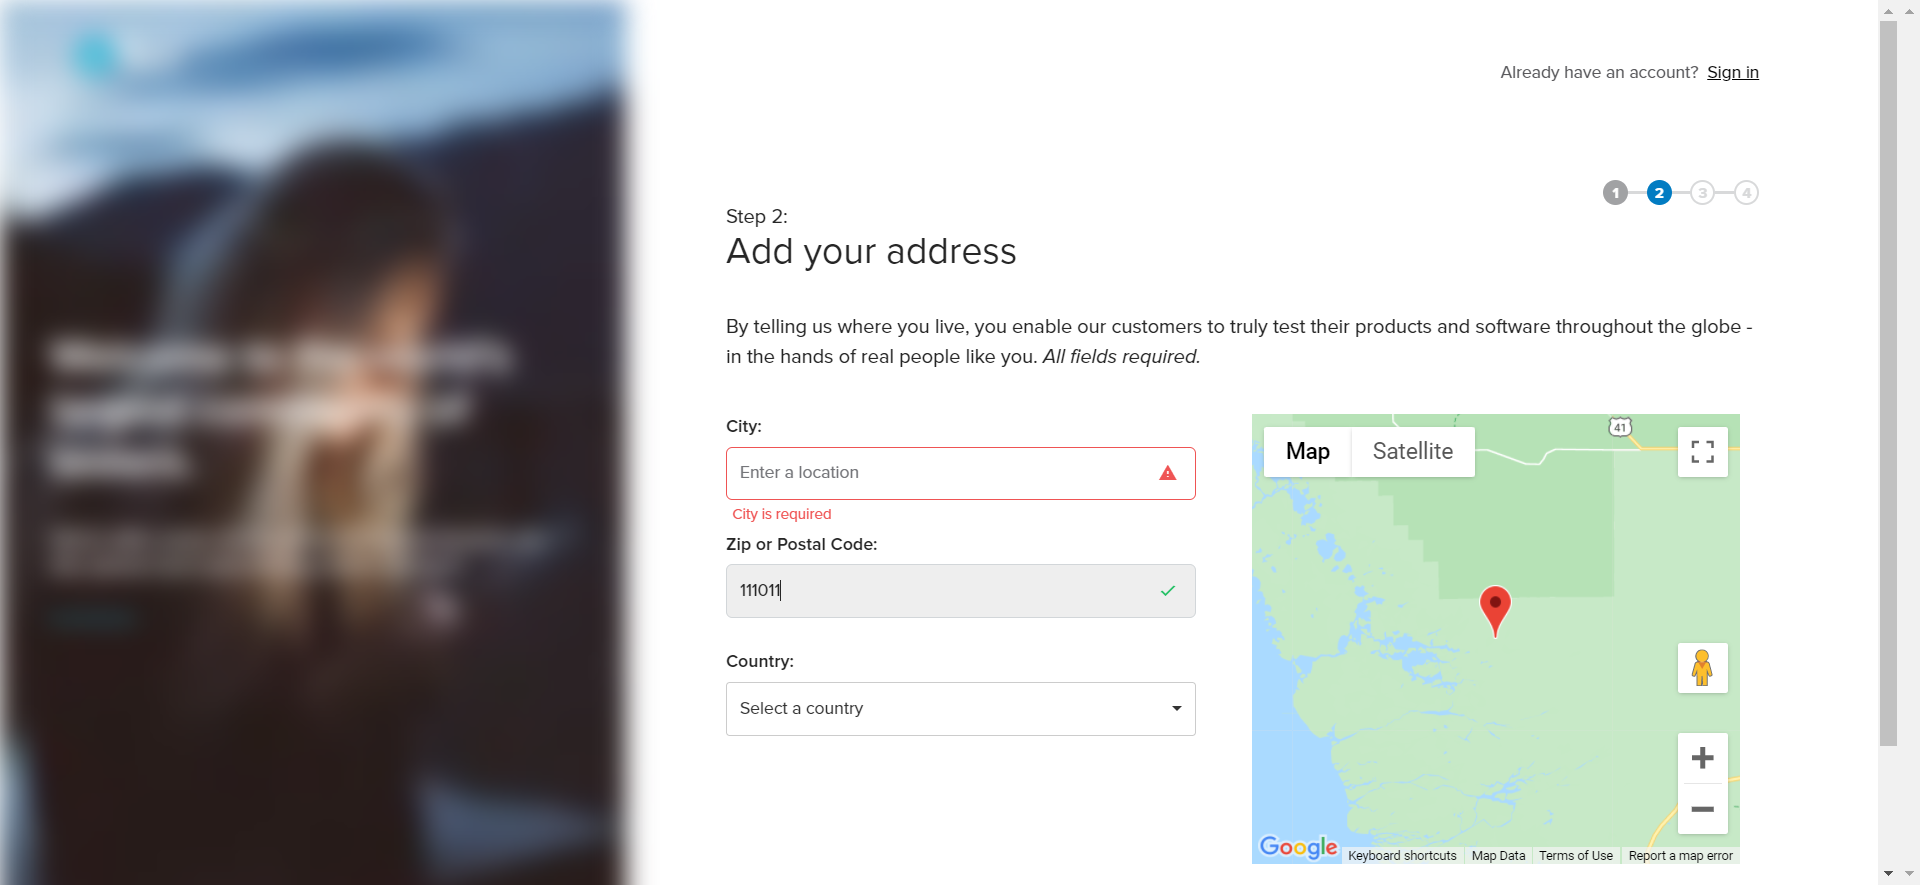 Already have an account? Sign in
1 2 3 4
Step 2:
Add your address
By telling us where you live, you enable our customers to truly test their products and software throughout the globe -
in the hands of real people like you. All fields required.
City:
Enter a location
City is required
Zip or Postal Code:
111011
Country:
Select a country
Map Satellite
41
Google
Keyboard shortcuts Map Data Terms of Use Report a map error